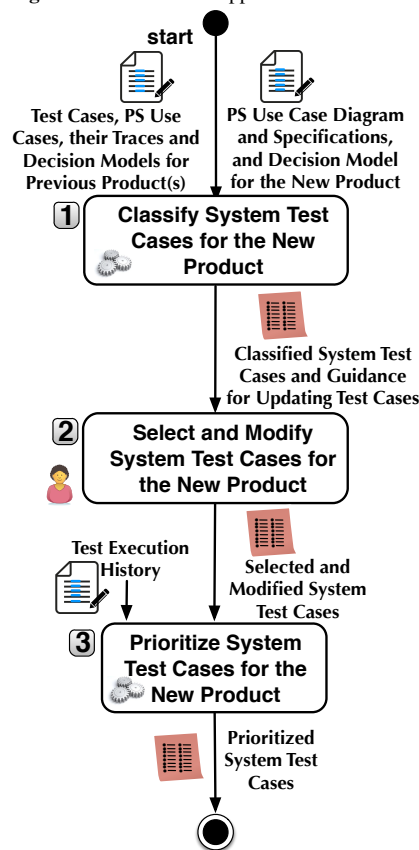 start
Test Cases, PS Use
Cases, their Traces and
Decision Models for
Previous Product(s)
PS Use Case Diagram
and Specifications,
and Decision Model
for the New Product
1
Classify System Test
Cases for the New
Product
Classified System Test
Cases and Guidance
for Updating Test Cases
2
Select and Modify
System Test Cases for
the New Product
Test Execution
History
Selected and
Modified System
Test Cases
3
Prioritize System
Test Cases for the
New Product
Prioritized
System Test
Cases